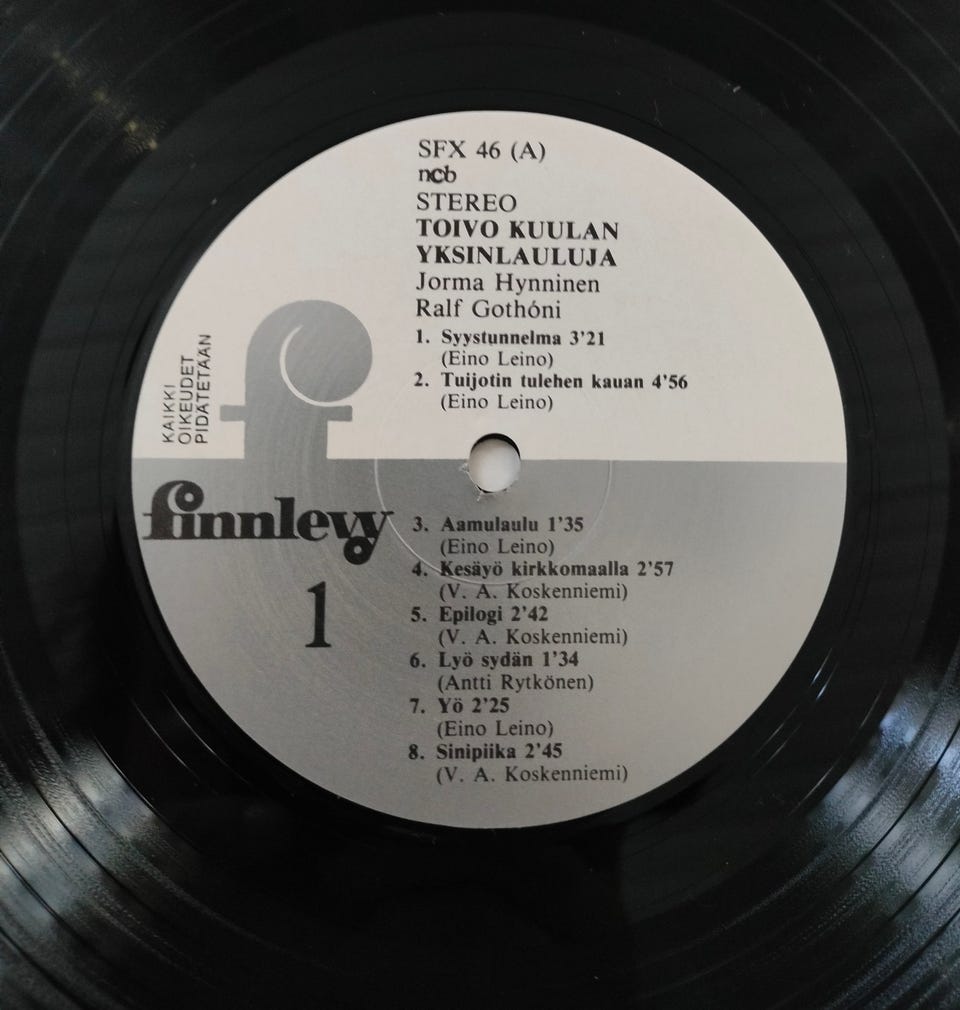 SFX 46 (A)
ncb
STEREO
TOIVO KUULAN
YKSINLAULUJA
Jorma Hynninen
Ralf Gothóni
1. Syystunnelma 3'21
(Eino Leino)
2. Tuijotin tulehen kauan 4'56
(Eino Leino)
KAIKKI
OIKEUDET
PIDÄTETÄÄN
f
finnlevy
1
3. Aamulaulu 1'35
(Eino Leino)
4. Kesäyö kirkkomaalla 2'57
(V. A. Koskenniemi)
5. Epilogi 2'42
(V. A. Koskenniemi)
6. Lyö sydän 1'34
(Antti Rytkönen)
7. Yö 2'25
(Eino Leino)
8. Sinipiika 2'45
(V. A. Koskenniemi)